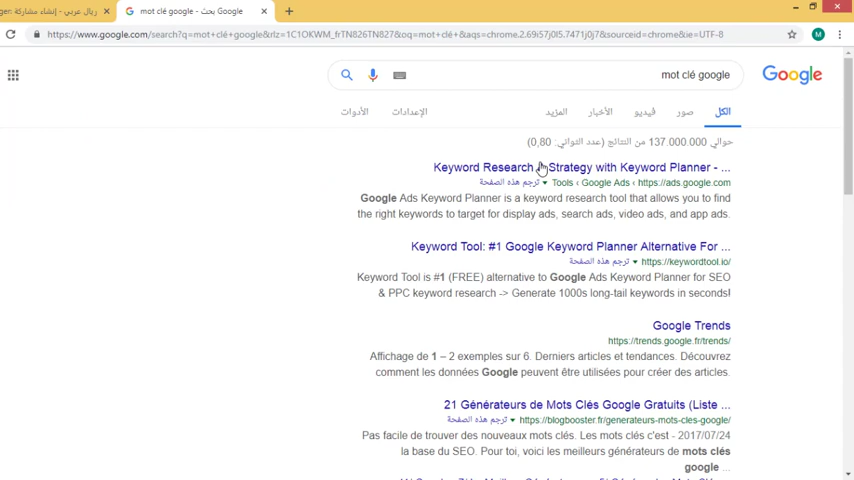 ريال عربي - إنشاء مشاركة
mot clé google - بحث Google
https://www.google.com/search?q=mot+clé+google&rlz=1C1OKWM_frTN826TN827&oq=mot+clé+&aqs=chrome.2.69i57j0l5.7471j0j7&sourceid=chrome&ie=UTF-8
M
mot clé google
Google
الكل
صور
فيديو
الأخبار
المزيد
الإعدادات
الأدوات
حوالي 137.000.000 من النتائج (عدد الثواني: 0,80)
Keyword Research Strategy with Keyword Planner - ...
https://ads.google.com › Google Ads › Tools ▼ ترجم هذه الصفحة
Google Ads Keyword Planner is a keyword research tool that allows you to find
the right keywords to target for display ads, search ads, video ads, and app ads.
Keyword Tool: #1 Google Keyword Planner Alternative For ...
https://keywordtool.io/ ▼ ترجم هذه الصفحة
Keyword Tool is #1 (FREE) alternative to Google Ads Keyword Planner for SEO
& PPC keyword research -> Generate 1000s long-tail keywords in seconds!
Google Trends
https://trends.google.fr/trends/
Affichage de 1 – 2 exemples sur 6. Derniers articles et tendances. Découvrez
comment les données Google peuvent être utilisées pour créer des articles.
21 Générateurs de Mots Clés Google Gratuits (Liste ...
https://blogbooster.fr/generateurs-mots-cles-google/ ▼ ترجم هذه الصفحة
Pas facile de trouver des nouveaux mots clés. Les mots clés c'est - 2017/07/24
la base du SEO. Pour toi, voici les meilleurs générateurs de mots clés
google ...